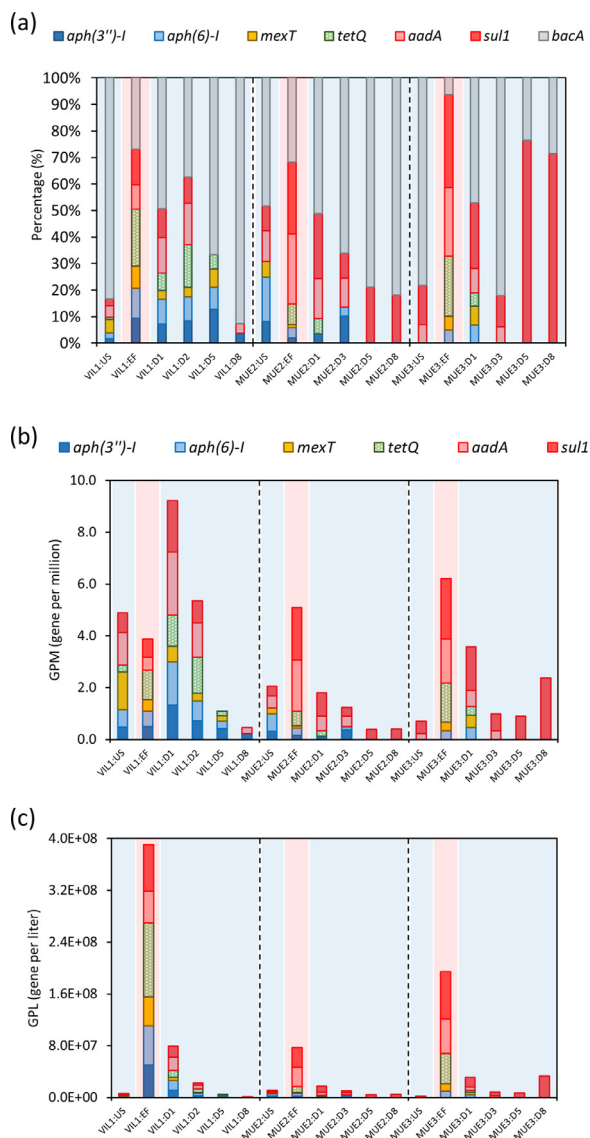 (a)
aph(3'')-I aph(6)-I mexT tetQ aadA sul1 bacA
100%
90%
80%
70%
60%
50%
40%
30%
20%
10%
0%
Percentage (%)
VIL1:US VIL1:EF VIL1:D1 VIL1:D2 VIL1:D5 VIL1:D8 MUE2:US MUE2:EF MUE2:D1 MUE2:D3 MUE2:D5 MUE2:D8 MUE3:US MUE3:EF MUE3:D1 MUE3:D3 MUE3:D5 MUE3:D8
(b)
aph(3'')-I aph(6)-I mexT tetQ aadA sul1
10.0
8.0
6.0
4.0
2.0
0.0
GPM (gene per million)
VIL1:US VIL1:EF VIL1:D1 VIL1:D2 VIL1:D5 VIL1:D8 MUE2:US MUE2:EF MUE2:D1 MUE2:D3 MUE2:D5 MUE2:D8 MUE3:US MUE3:EF MUE3:D1 MUE3:D3 MUE3:D5 MUE3:D8
(c)
4.0E+08
3.2E+08
2.4E+08
1.6E+08
8.0E+07
0.0E+00
GPL (gene per liter)
VIL1:US VIL1:EF VIL1:D1 VIL1:D2 VIL1:D5 VIL1:D8 MUE2:US MUE2:EF MUE2:D1 MUE2:D3 MUE2:D5 MUE2:D8 MUE3:US MUE3:EF MUE3:D1 MUE3:D3 MUE3:D5 MUE3:D8